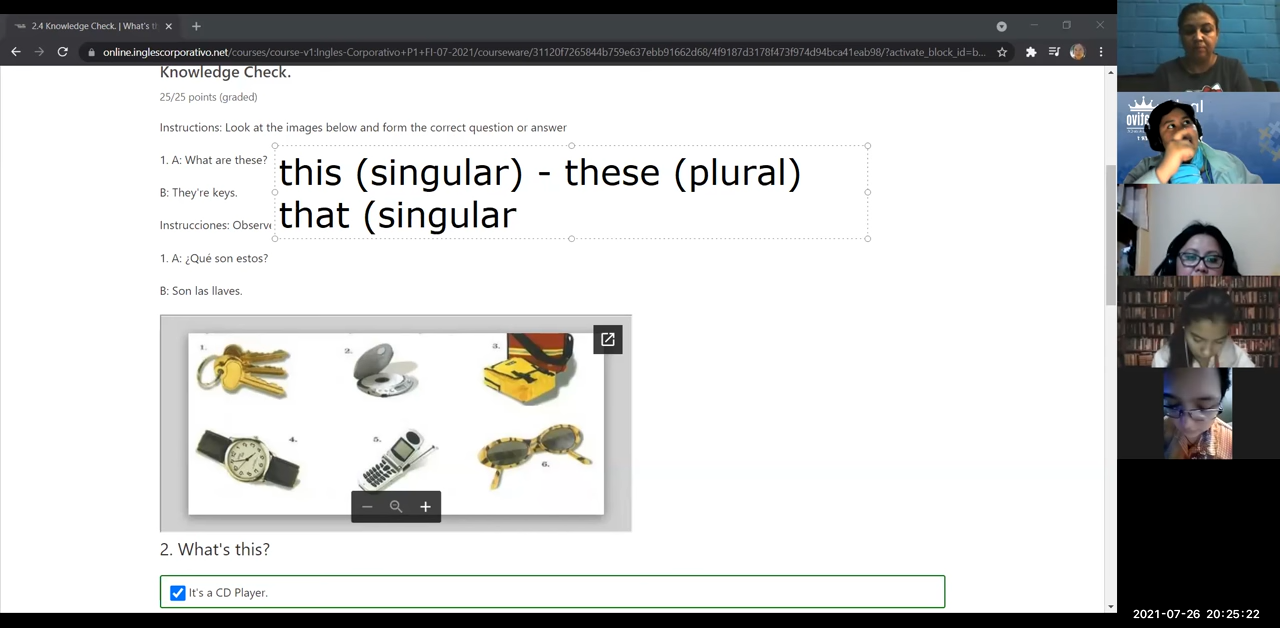 2.4 Knowledge Check. | What's th
online.inglescorporativo.net/courses/course-v1:Ingles-Corporativo+P1+FI-07-2021/courseware/31120f7265844b759e637ebb91662d68/4f9187d3178f473f974d94bca41eab98/?activate_block_id=b...
Knowledge Check.
25/25 points (graded)
Instructions: Look at the images below and form the correct question or answer
1. A: What are these?
this (singular) - these (plural)
that (singular
B: They're keys.
Instrucciones: Observ
1. A: ¿Qué son estos?
B: Son las llaves.
1. 2. 3.
4. 5. 6.
2. What's this?
It's a CD Player.
2021-07-26 20:25:22